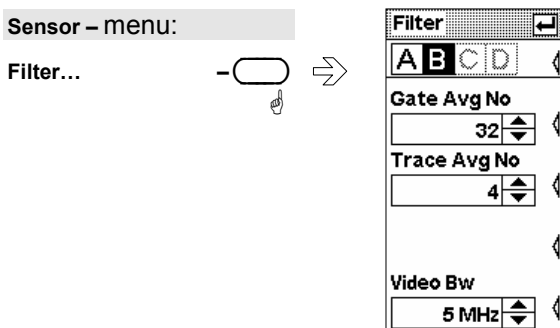 Sensor – menu:
Filter…
Filter
A B C D
Gate Avg No
32
Trace Avg No
4
Video Bw
5 MHz